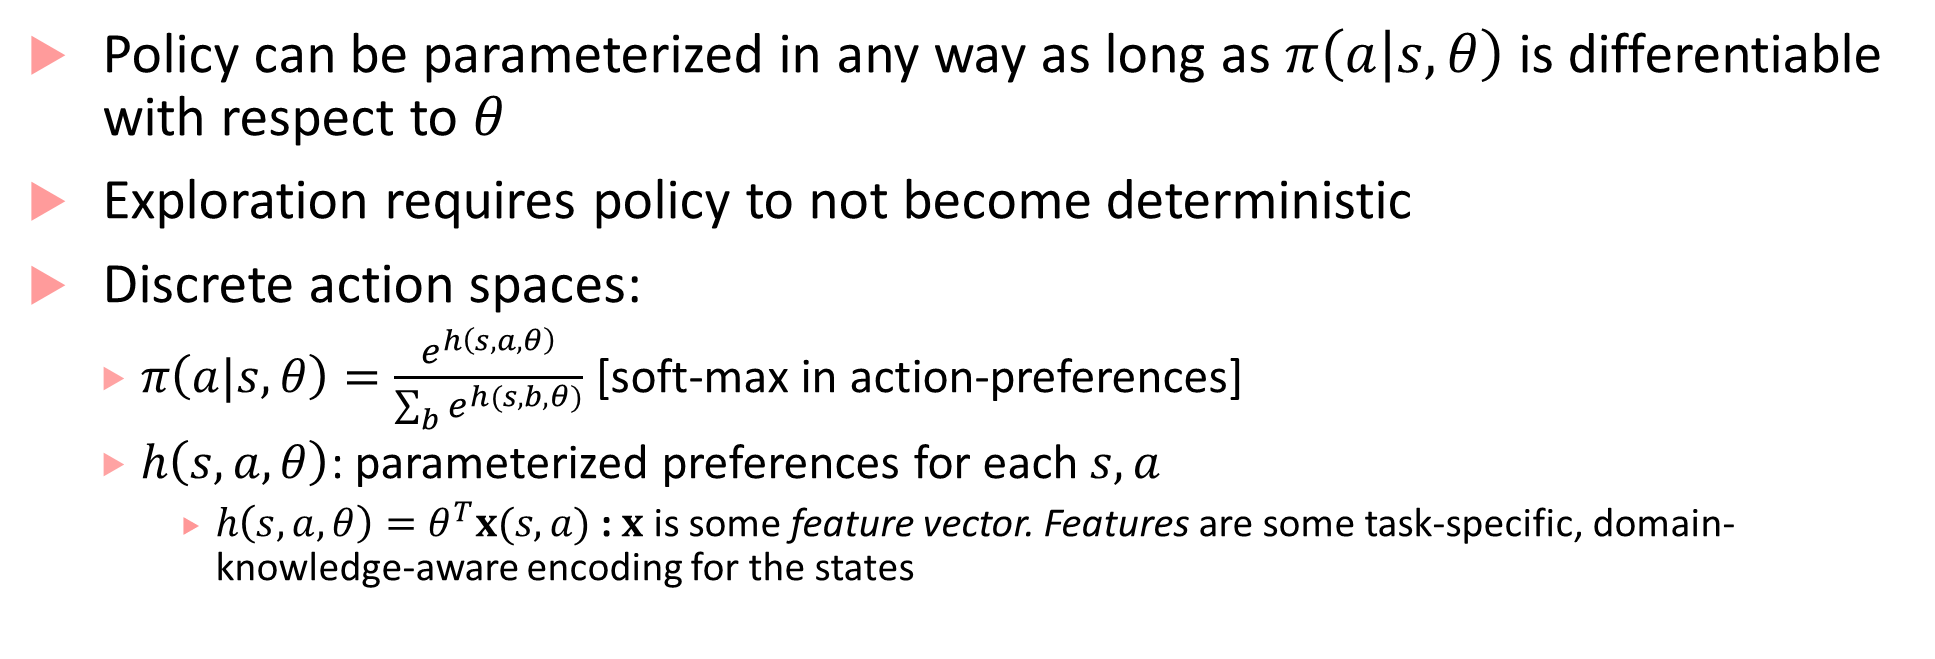 Policy can be parameterized in any way as long as π(a|s, θ) is differentiable
with respect to θ
Exploration requires policy to not become deterministic
Discrete action spaces:
π(a|s, θ) = e^{h(s,a,θ)} / ∑_b e^{h(s,b,θ)} [soft-max in action-preferences]
h(s, a, θ): parameterized preferences for each s, a
h(s, a, θ) = θ^T x(s, a) : x is some feature vector. Features are some task-specific, domain-
knowledge-aware encoding for the states